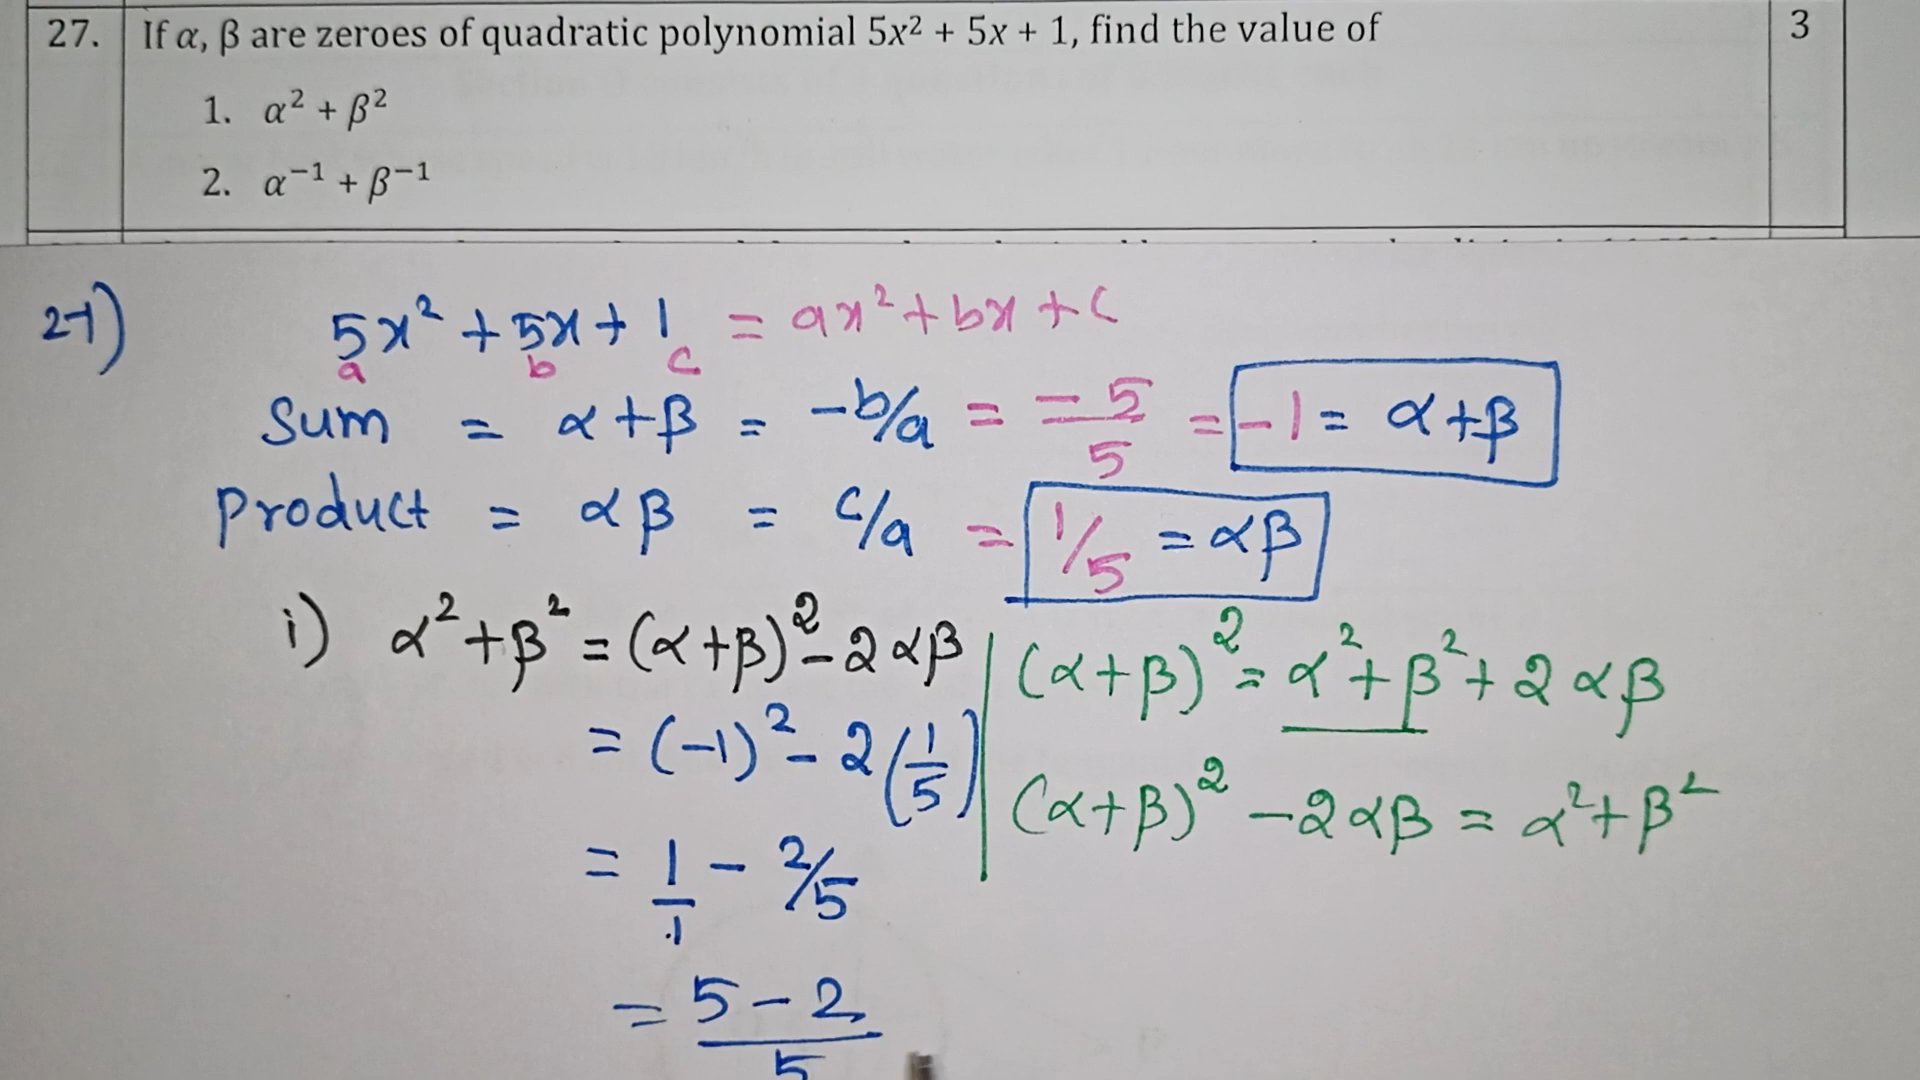 27. If α, β are zeroes of quadratic polynomial 5x² + 5x + 1, find the value of 3
1. α² + β²
2. α⁻¹ + β⁻¹
27) 5x² + 5x + 1 = ax² + bx + c
a b c
Sum = α + β = -b/a = -5/5 = -1 = α + β
Product = αβ = c/a = 1/5 = αβ
i) α² + β² = (α + β)² - 2αβ
= (-1)² - 2(1/5)
= 1/1 - 2/5
= 5 - 2/5
(α + β)² = α² + β² + 2αβ
(α + β)² - 2αβ = α² + β²